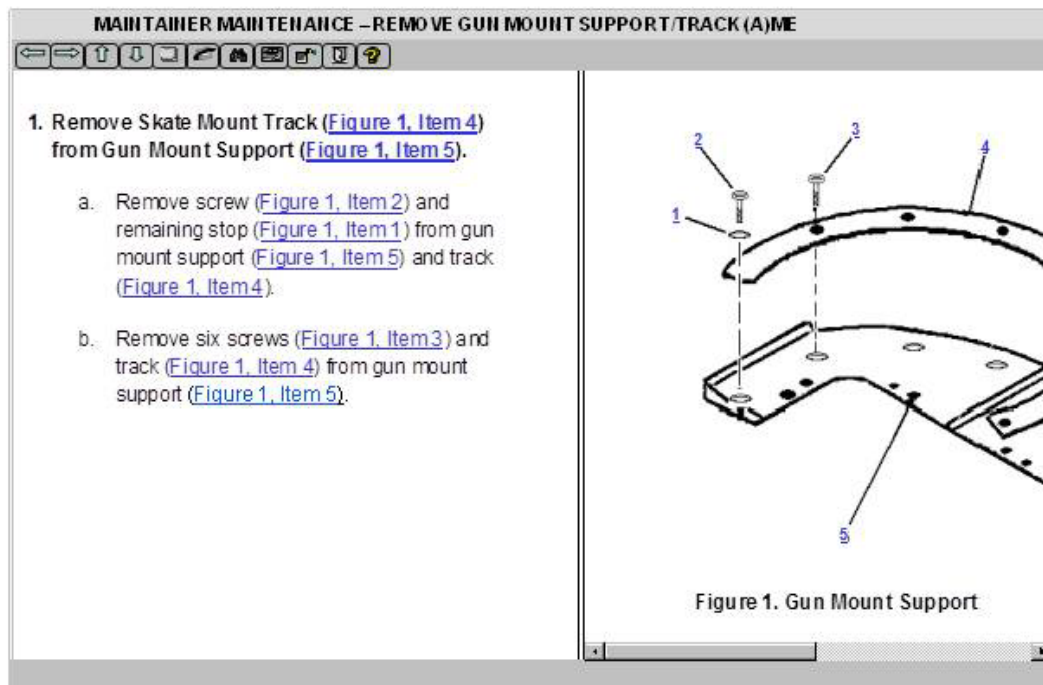 MAINTAINER MAINTENANCE – REMOVE GUN MOUNT SUPPORT/TRACK (A)ME
1. Remove Skate Mount Track (Figure 1, Item 4)
from Gun Mount Support (Figure 1, Item 5).
a. Remove screw (Figure 1, Item 2) and
remaining stop (Figure 1, Item 1) from gun
mount support (Figure 1, Item 5) and track
(Figure 1, Item 4).
b. Remove six screws (Figure 1, Item 3) and
track (Figure 1, Item 4) from gun mount
support (Figure 1, Item 5).
2
3
4
1
5
Figure 1. Gun Mount Support